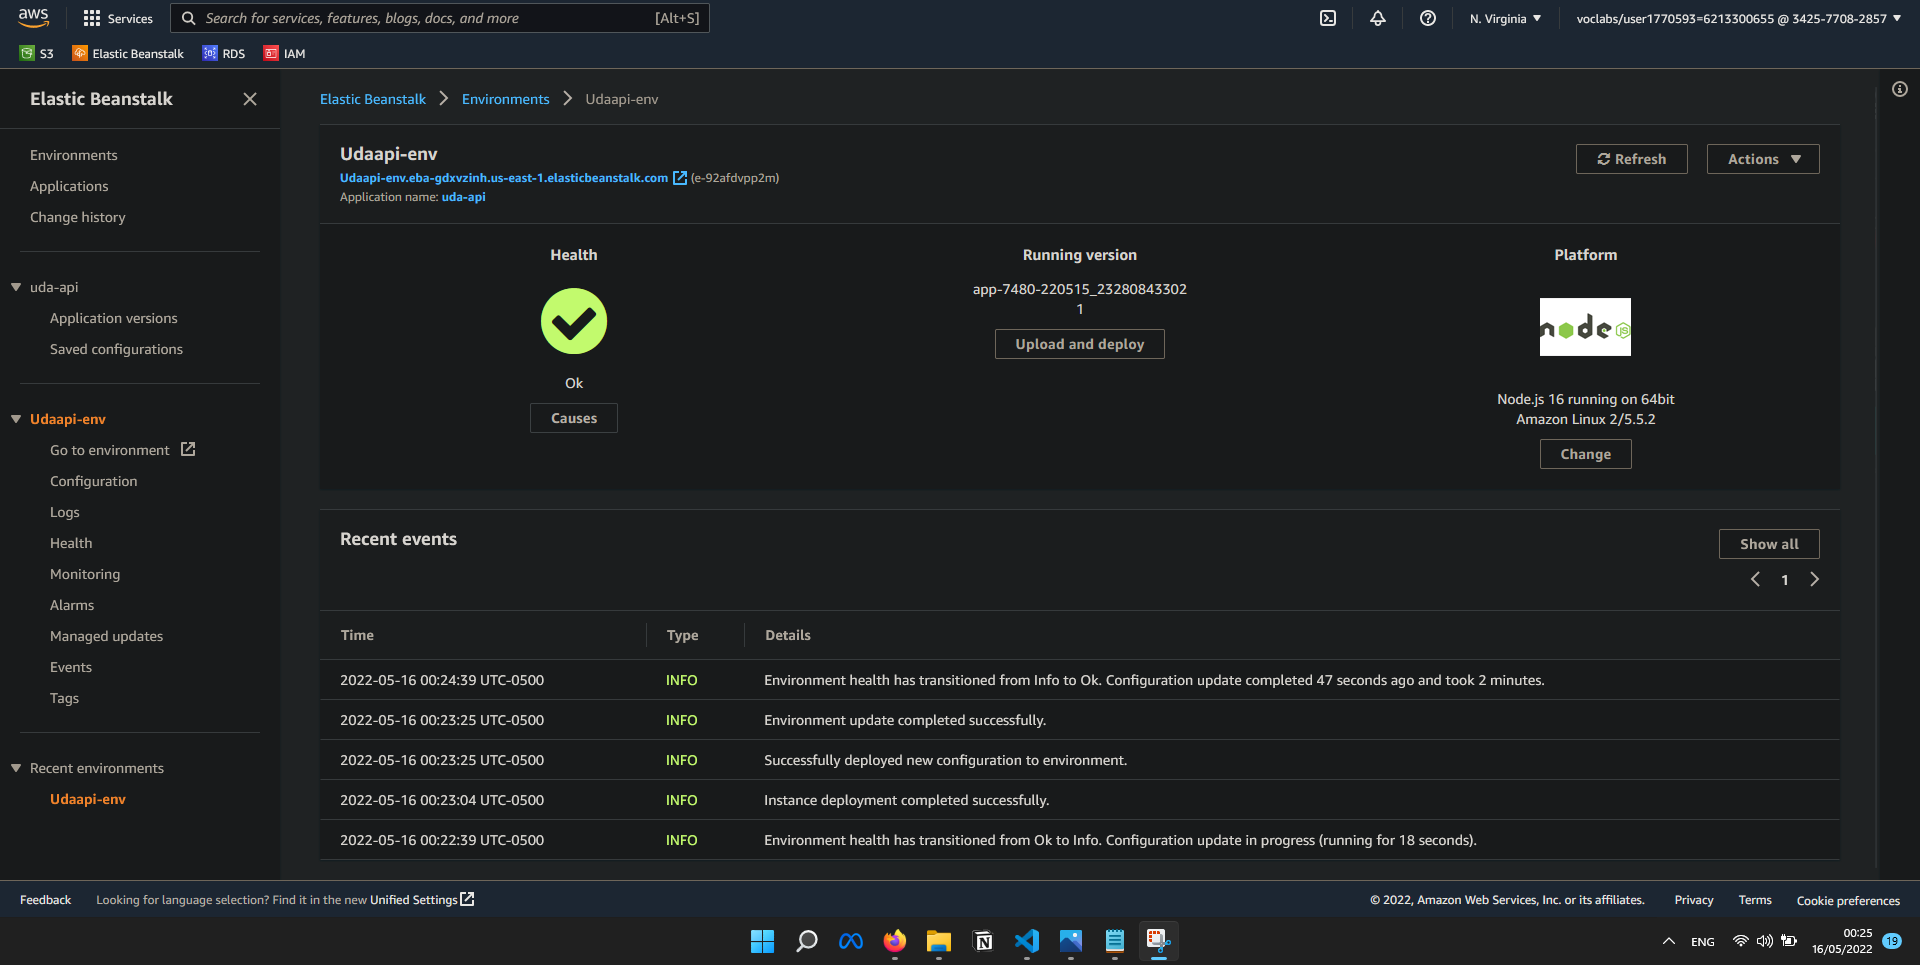 aws
Services
Search for services, features, blogs, docs, and more
[Alt+S]
N. Virginia
voclabs/user1770593=6213300655 @ 3425-7708-2857
S3
Elastic Beanstalk
RDS
IAM
Elastic Beanstalk
Environments
Applications
Change history
uda-api
Application versions
Saved configurations
Udaapi-env
Go to environment
Configuration
Logs
Health
Monitoring
Alarms
Managed updates
Events
Tags
Recent environments
Udaapi-env
Elastic Beanstalk
Environments
Udaapi-env
Udaapi-env
Udaapi-env.eba-gdxvzinh.us-east-1.elasticbeanstalk.com (e-92afdvpp2m)
Application name: uda-api
Refresh
Actions
Health
Ok
Causes
Running version
app-7480-220515_23280843302
1
Upload and deploy
Platform
node
JS
Node.js 16 running on 64bit
Amazon Linux 2/5.5.2
Change
Recent events
Show all
1
Time Type Details
2022-05-16 00:24:39 UTC-0500 INFO Environment health has transitioned from Info to Ok. Configuration update completed 47 seconds ago and took 2 minutes.
2022-05-16 00:23:25 UTC-0500 INFO Environment update completed successfully.
2022-05-16 00:23:25 UTC-0500 INFO Successfully deployed new configuration to environment.
2022-05-16 00:23:04 UTC-0500 INFO Instance deployment completed successfully.
2022-05-16 00:22:39 UTC-0500 INFO Environment health has transitioned from Ok to Info. Configuration update in progress (running for 18 seconds).
Feedback
Looking for language selection? Find it in the new Unified Settings
© 2022, Amazon Web Services, Inc. or its affiliates.
Privacy
Terms
Cookie preferences
ENG
00:25
16/05/2022
19